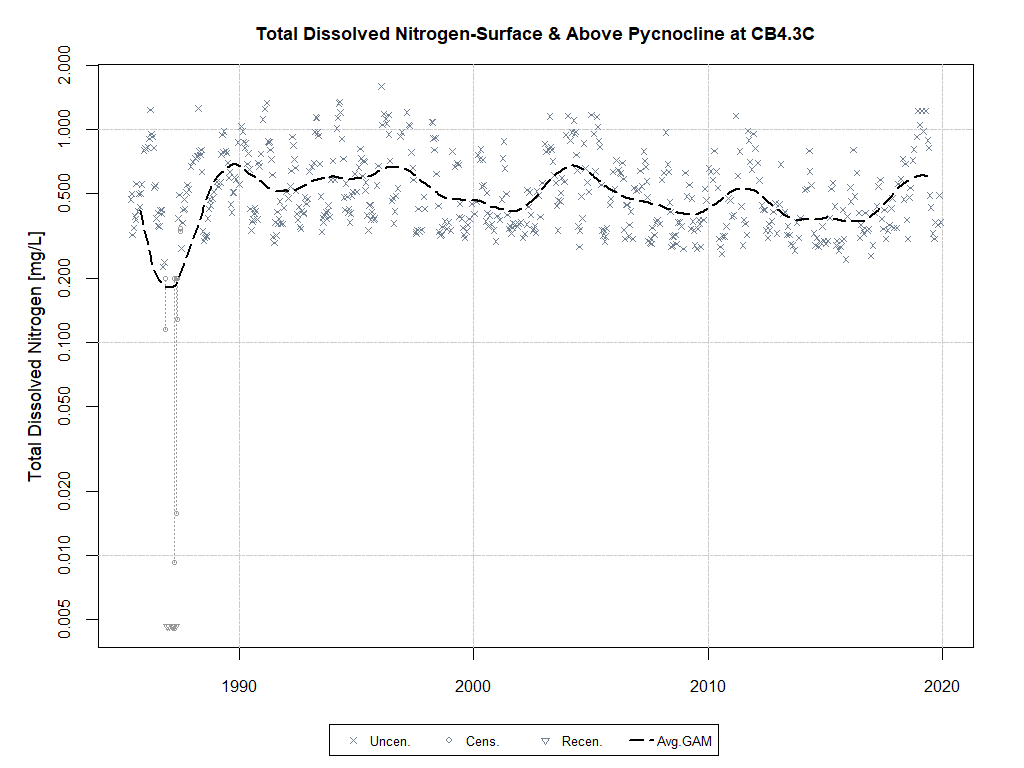 Total Dissolved Nitrogen-Surface & Above Pycnocline at CB4.3C
Total Dissolved Nitrogen [mg/L]
2.000
1.000
0.500
0.200
0.100
0.050
0.020
0.010
0.005
1990 2000 2010 2020
Uncen. Cens. Recen. Avg.GAM